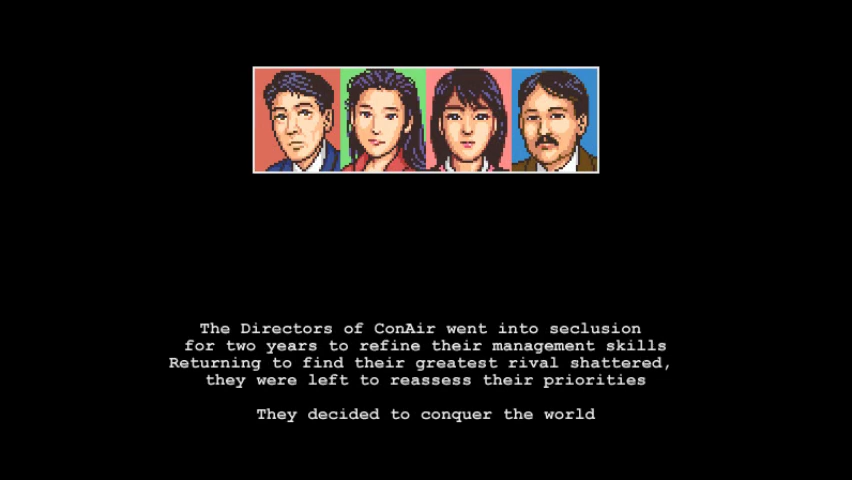 The Directors of ConAir went into seclusion
for two years to refine their management skills
Returning to find their greatest rival shattered,
they were left to reassess their priorities
They decided to conquer the world